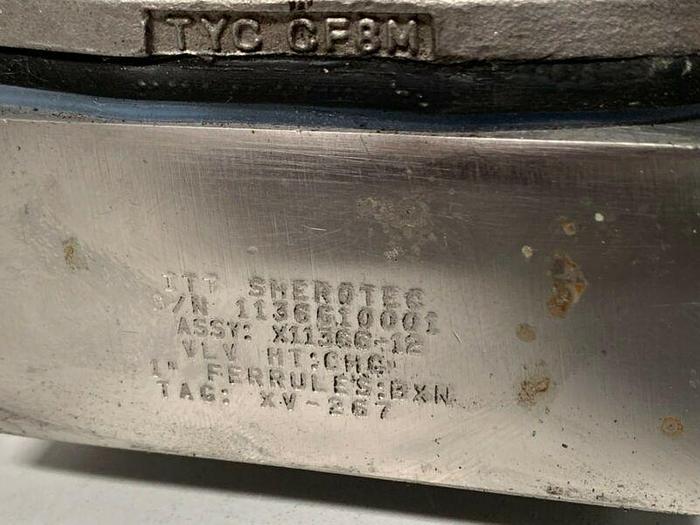 TYC CF8M
ITT SHEROTEC
S/N 1136610001
ASSY: X11366-12
VLV HT:CHG
1" FERRULES:BXN
TAG: XV-267